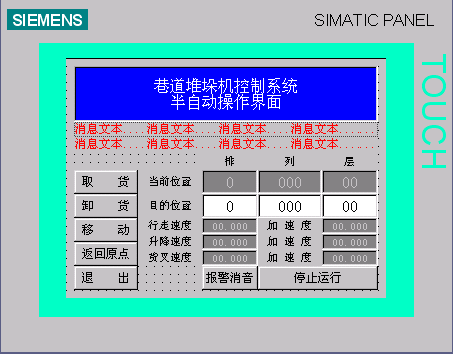 SIEMENS
SIMATIC PANEL
TOUCH
巷道堆垛机控制系统
半自动操作界面
消息文本....消息文本....消息文本....消息文本......
消息文本....消息文本....消息文本....消息文本
排 列 层
取 货 当前位置 0 000 00
卸 货 目的位置 0 000 00
移 动 行走速度 00.000 加 速 度 00.000
返回原点 升降速度 00.000 加 速 度 00.000
货叉速度 00.000 加 速 度 00.000
退 出 报警消音 停止运行